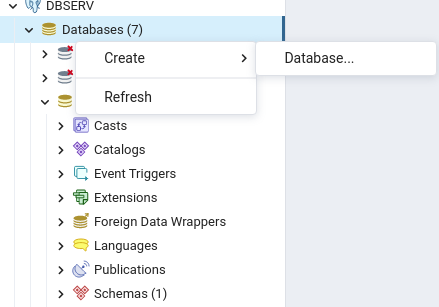 DBSERV
Databases (7)
Create
Database...
Refresh
Casts
Catalogs
Event Triggers
Extensions
Foreign Data Wrappers
Languages
Publications
Schemas (1)